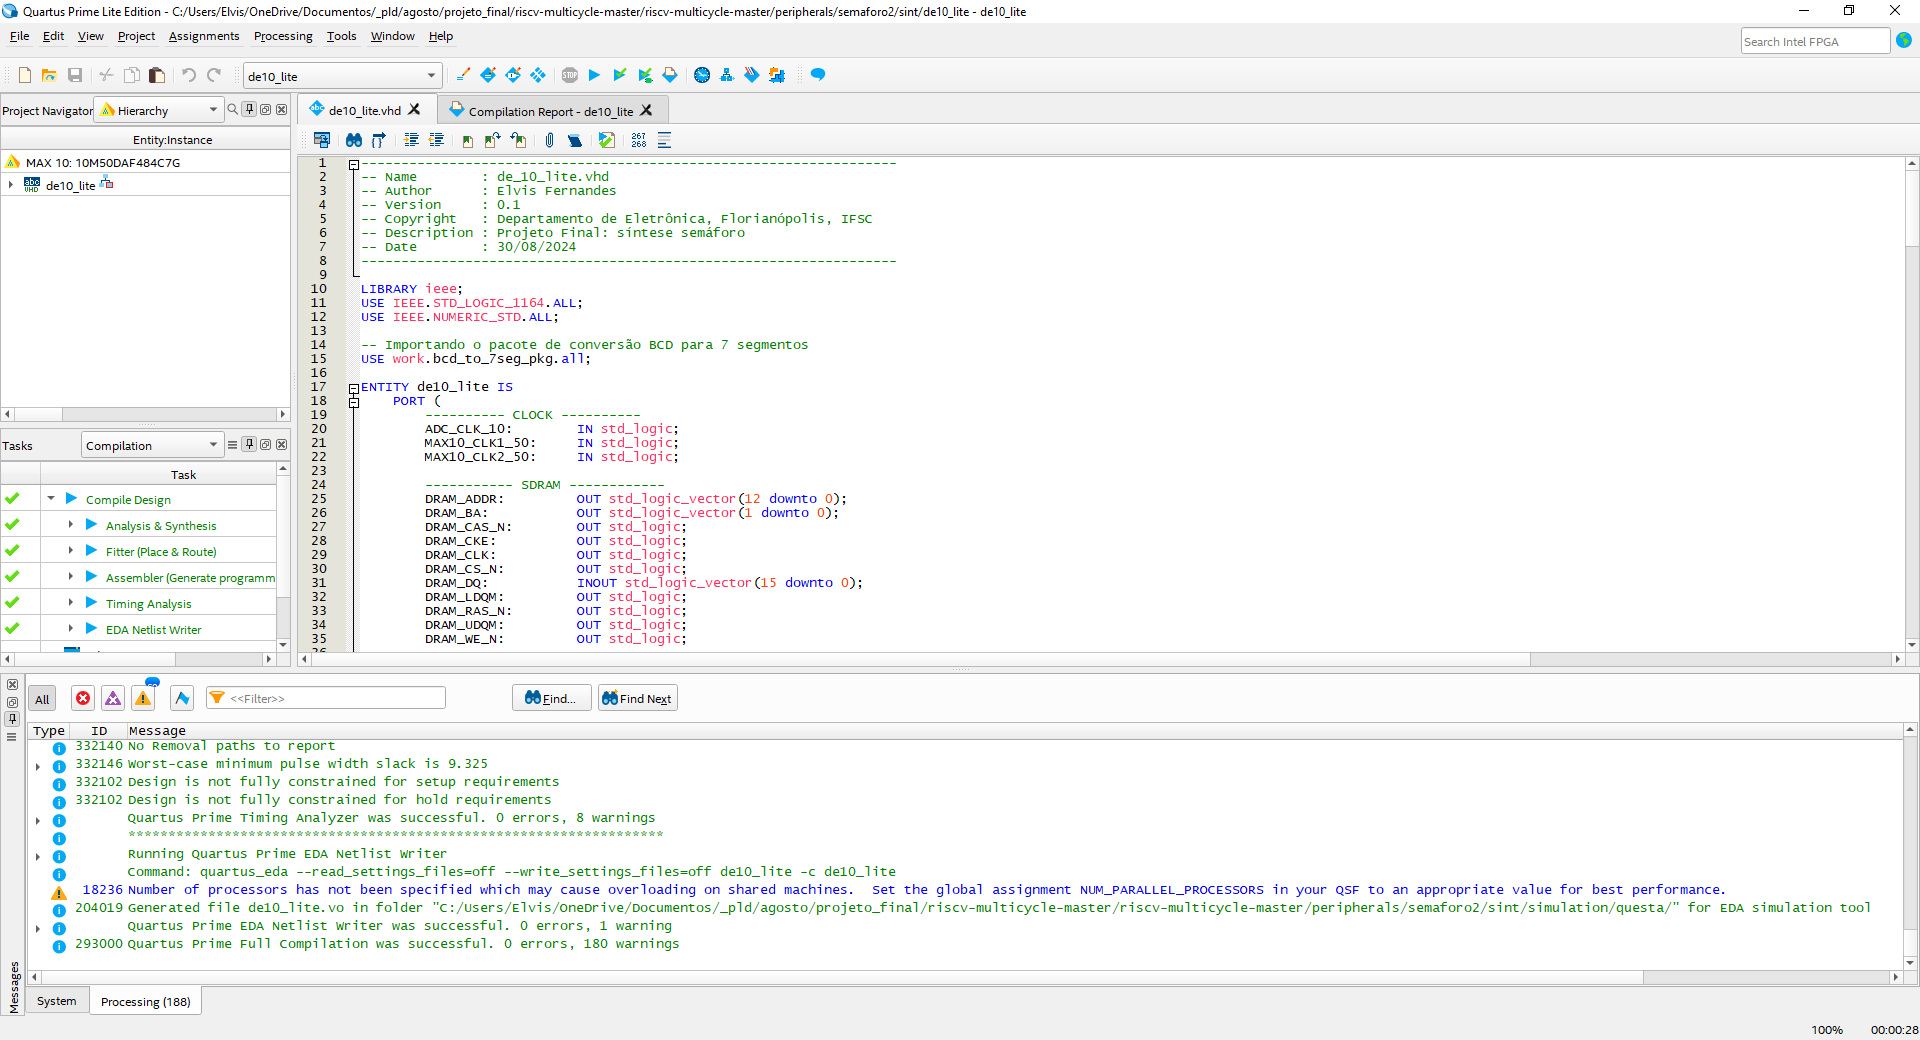 Quartus Prime Lite Edition - C:/Users/Elvis/OneDrive/Documentos/_pld/agosto/projeto_final/riscv-multicycle-master/riscv-multicycle-master/peripherals/semaforo2/sint/de10_lite - de10_lite
File Edit View Project Assignments Processing Tools Window Help
Search Intel FPGA
de10_lite
STOP
Project Navigator Hierarchy
de10_lite.vhd
Compilation Report - de10_lite
Entity:Instance
267
268
MAX 10: 10M50DAF484C7G
abc
VHD
de10_lite
1 -------------------------------------------------------------------
2 -- Name        : de_10_lite.vhd
3 -- Author      : Elvis Fernandes
4 -- Version     : 0.1
5 -- Copyright   : Departamento de Eletrônica, Florianópolis, IFSC
6 -- Description : Projeto Final: síntese semáforo
7 -- Date        : 30/08/2024
8 -------------------------------------------------------------------
9
10 LIBRARY ieee;
11 USE IEEE.STD_LOGIC_1164.ALL;
12 USE IEEE.NUMERIC_STD.ALL;
13
14 -- Importando o pacote de conversão BCD para 7 segmentos
15 USE work.bcd_to_7seg_pkg.all;
16
17 ENTITY de10_lite IS
18 PORT (
19 ---------- CLOCK ----------
20 ADC_CLK_10: IN std_logic;
21 MAX10_CLK1_50: IN std_logic;
22 MAX10_CLK2_50: IN std_logic;
23
24 ----------- SDRAM ------------
25 DRAM_ADDR: OUT std_logic_vector(12 downto 0);
26 DRAM_BA: OUT std_logic_vector(1 downto 0);
27 DRAM_CAS_N: OUT std_logic;
28 DRAM_CKE: OUT std_logic;
29 DRAM_CLK: OUT std_logic;
30 DRAM_CS_N: OUT std_logic;
31 DRAM_DQ: INOUT std_logic_vector(15 downto 0);
32 DRAM_LDQM: OUT std_logic;
33 DRAM_RAS_N: OUT std_logic;
34 DRAM_UDQM: OUT std_logic;
35 DRAM_WE_N: OUT std_logic;
Tasks Compilation
Task
Compile Design
Analysis & Synthesis
Fitter (Place & Route)
Assembler (Generate programm
Timing Analysis
EDA Netlist Writer
All
<<Filter>>
Find...
Find Next
Type ID Message
332140 No Removal paths to report
332146 Worst-case minimum pulse width slack is 9.325
332102 Design is not fully constrained for setup requirements
332102 Design is not fully constrained for hold requirements
Quartus Prime Timing Analyzer was successful. 0 errors, 8 warnings
*******************************************************************
Running Quartus Prime EDA Netlist Writer
Command: quartus_eda --read_settings_files=off --write_settings_files=off de10_lite -c de10_lite
18236 Number of processors has not been specified which may cause overloading on shared machines.  Set the global assignment NUM_PARALLEL_PROCESSORS in your QSF to an appropriate value for best performance.
204019 Generated file de10_lite.vo in folder "C:/Users/Elvis/OneDrive/Documentos/_pld/agosto/projeto_final/riscv-multicycle-master/riscv-multicycle-master/peripherals/semaforo2/sint/simulation/questa/" for EDA simulation tool
Quartus Prime EDA Netlist Writer was successful. 0 errors, 1 warning
293000 Quartus Prime Full Compilation was successful. 0 errors, 180 warnings
Messages
System
Processing (188)
100% 00:00:28